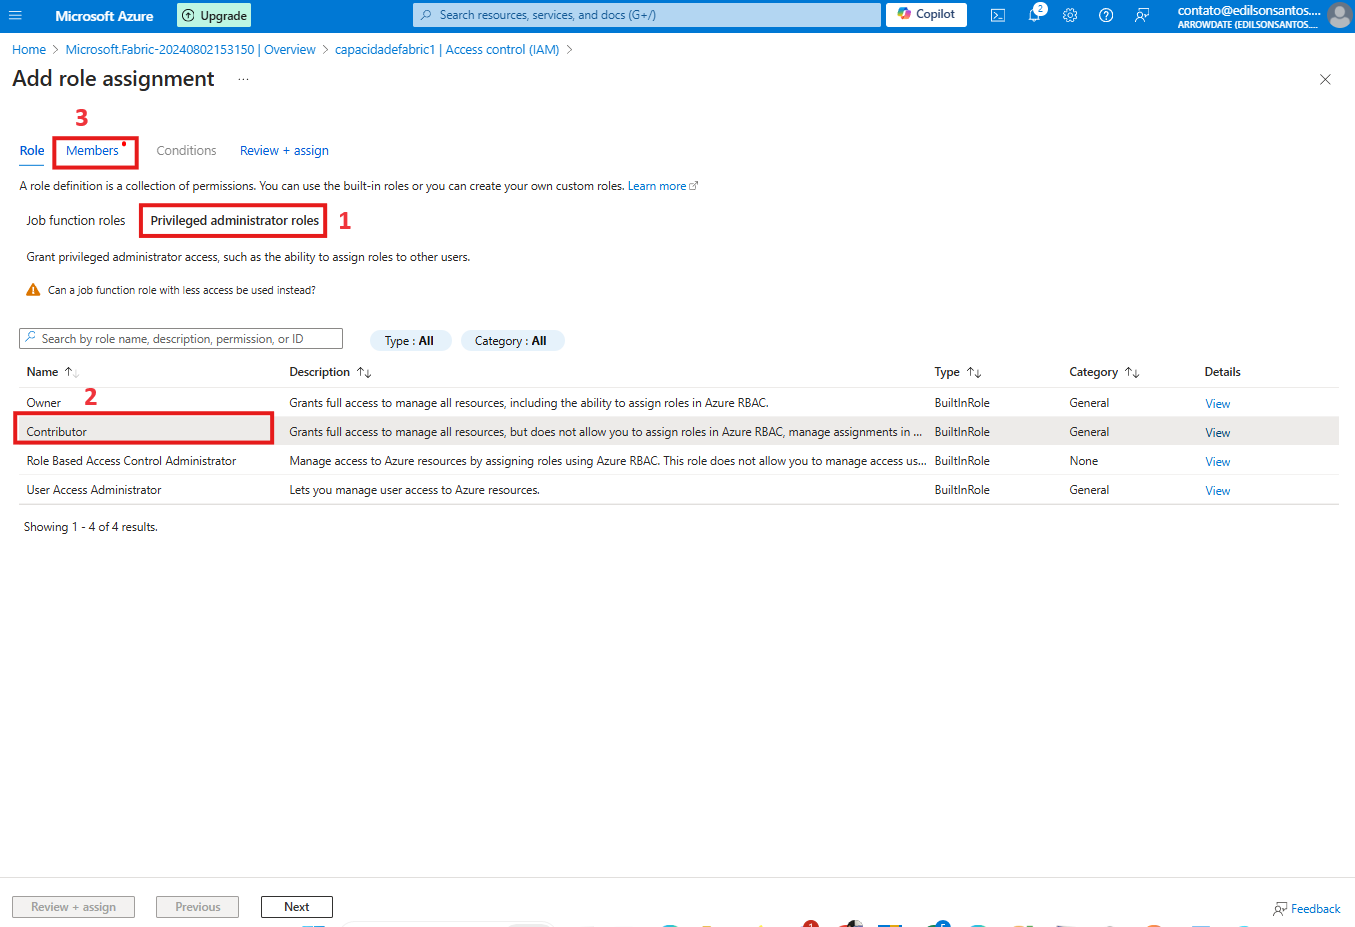 Microsoft Azure
Upgrade
Search resources, services, and docs (G+/)
Copilot
2
contato@edilsonsantos....
ARROWDATE (EDILSONSANTOS....
Home > Microsoft.Fabric-20240802153150 | Overview > capacidadefabric1 | Access control (IAM) >
Add role assignment ...
3
Role Members Conditions Review + assign
A role definition is a collection of permissions. You can use the built-in roles or you can create your own custom roles. Learn more
Job function roles Privileged administrator roles 1
Grant privileged administrator access, such as the ability to assign roles to other users.
Can a job function role with less access be used instead?
Search by role name, description, permission, or ID Type : All Category : All
Name Description Type Category Details
2
Owner Grants full access to manage all resources, including the ability to assign roles in Azure RBAC. BuiltInRole General View
Contributor Grants full access to manage all resources, but does not allow you to assign roles in Azure RBAC, manage assignments in ... BuiltInRole General View
Role Based Access Control Administrator Manage access to Azure resources by assigning roles using Azure RBAC. This role does not allow you to manage access us... BuiltInRole None View
User Access Administrator Lets you manage user access to Azure resources. BuiltInRole General View
Showing 1 - 4 of 4 results.
Review + assign Previous Next Feedback